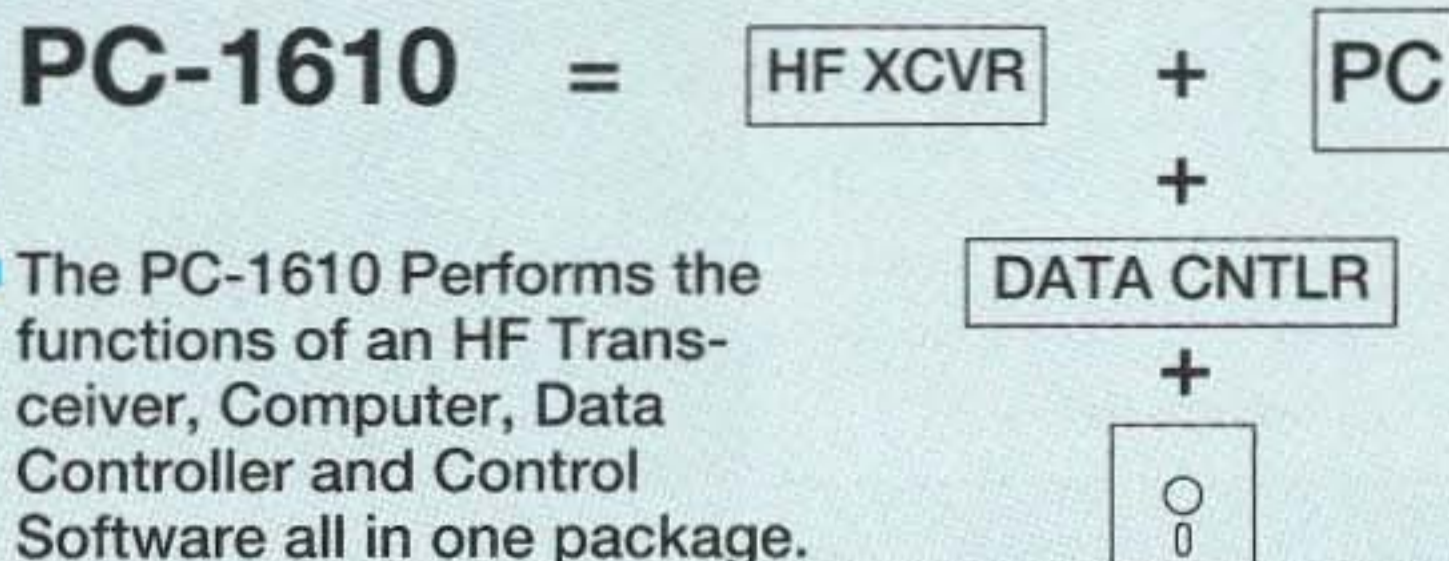 PC-1610 = HF XCVR + PC
+
DATA CNTLR
+
The PC-1610 Performs the
functions of an HF Trans-
ceiver, Computer, Data
Controller and Control
Software all in one package.